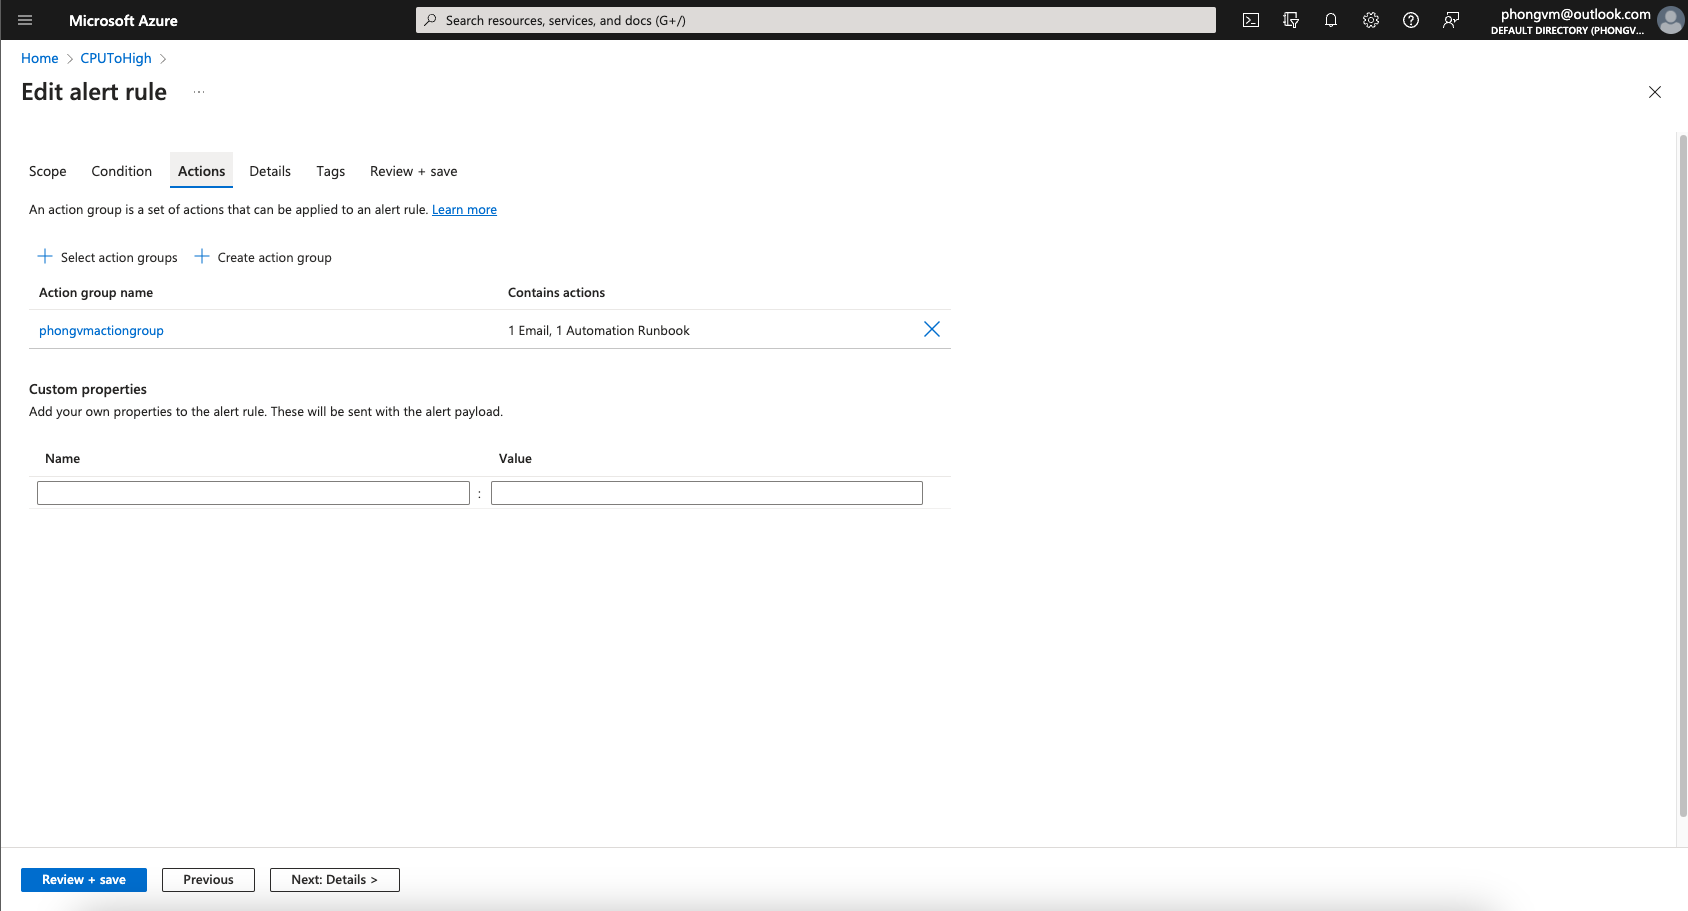 Microsoft Azure
Search resources, services, and docs (G+/)
phongvm@outlook.com
DEFAULT DIRECTORY (PHONGV...
Home > CPUToHigh >
Edit alert rule ...
Scope Condition Actions Details Tags Review + save
An action group is a set of actions that can be applied to an alert rule. Learn more
Select action groups Create action group
Action group name Contains actions
phongvmactiongroup 1 Email, 1 Automation Runbook
Custom properties
Add your own properties to the alert rule. These will be sent with the alert payload.
Name Value
:
Review + save Previous Next: Details >